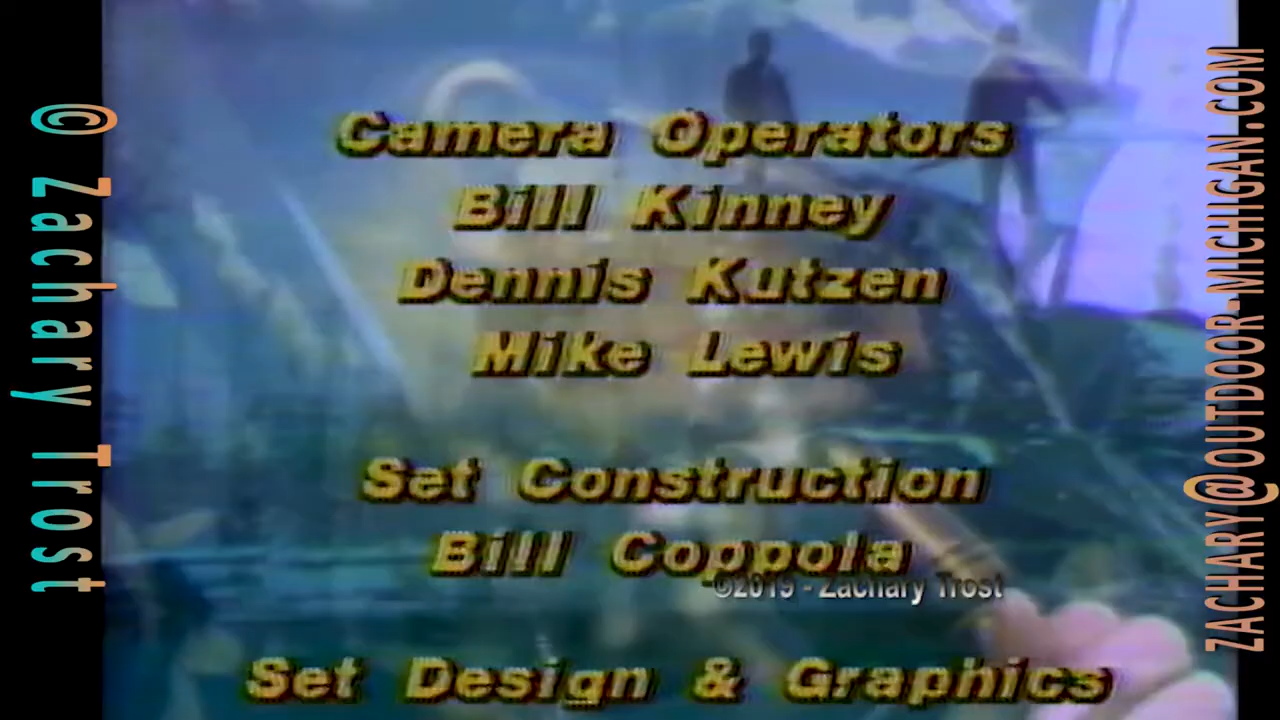 © Zachary Trost
Camera Operators
Bill Kinney
Dennis Kutzen
Mike Lewis
Set Construction
Bill Coppola
©2019 - Zachary Trost
Set Design & Graphics
ZACHARY@OUTDOOR-MICHIGAN.COM